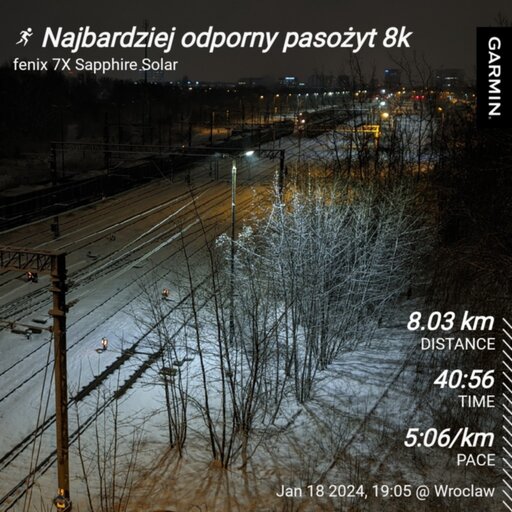 Najbardziej odporny pasożyt 8k
fenix 7X Sapphire Solar
GARMIN.
8.03 km
DISTANCE
40:56
TIME
5:06/km
PACE
Jan 18 2024, 19:05 @ Wroclaw